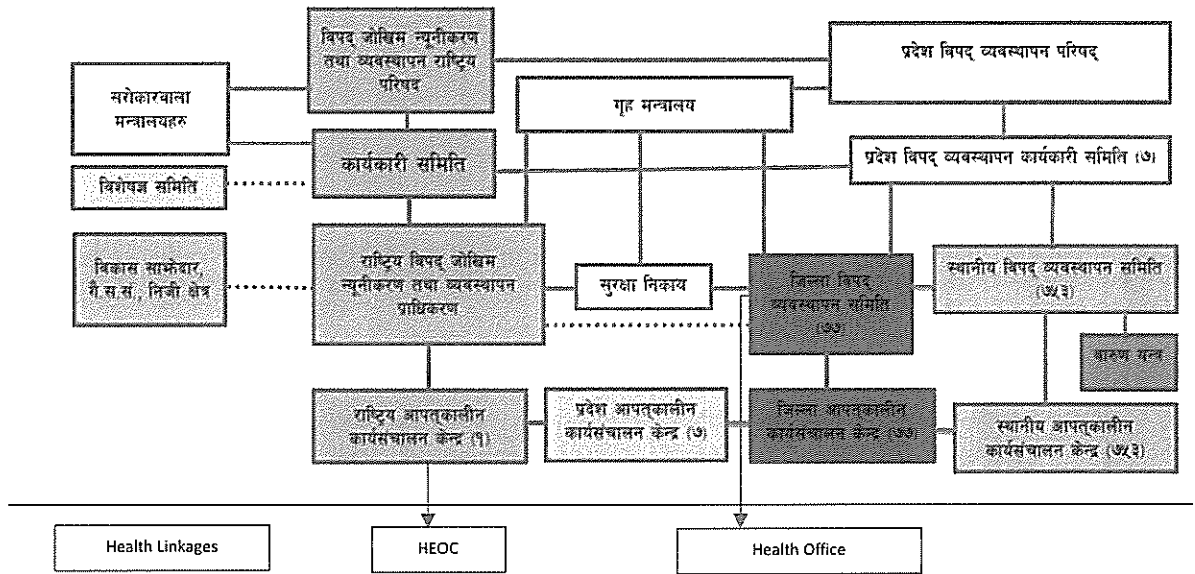 विपद् जोखिम न्यूनीकरण
तथा व्यवस्थापन राष्ट्रिय
परिषद
प्रदेश विपद् व्यवस्थापन परिषद्
सरोकारवाला
मन्त्रालयहरु
गृह मन्त्रालय
कार्यकारी समिति
प्रदेश विपद् व्यवस्थापन कार्यकारी समिति (७)
विशेषज्ञ समिति
विकास साझेदार,
गै.स.स., निजी क्षेत्र
राष्ट्रिय विपद् जोखिम
न्यूनीकरण तथा व्यवस्थापन
प्राधिकरण
सुरक्षा निकाय
जिल्ला विपद्
व्यवस्थापन समिति
(७७)
स्थानीय विपद् व्यवस्थापन समिति
(७५३)
वारुण यन्त्र
राष्ट्रिय आपत्‌कालीन
कार्यसंचालन केन्द्र (१)
प्रदेश आपत्‌कालीन
कार्यसंचालन केन्द्र (७)
जिल्ला आपत्‌कालीन
कार्यसंचालन केन्द्र (७७)
स्थानीय आपत्‌कालीन
कार्यसंचालन केन्द्र (७५३)
Health Linkages
HEOC
Health Office